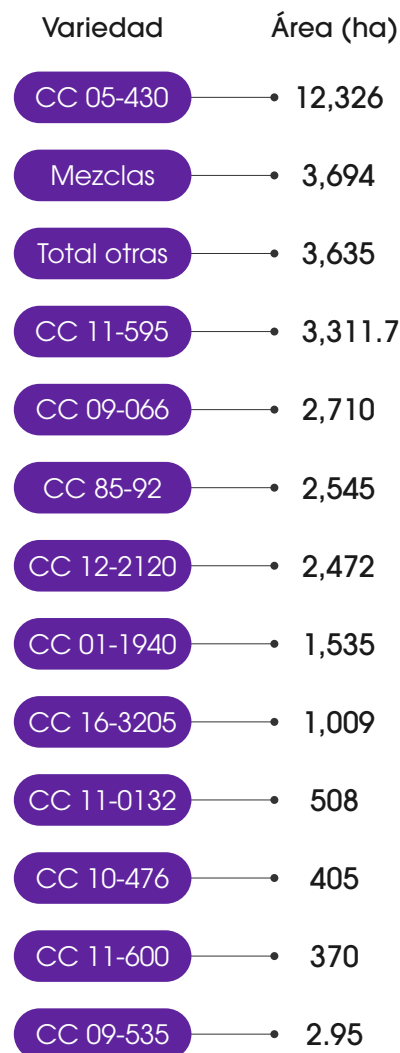 Variedad Área (ha)
CC 05-430 12,326
Mezclas 3,694
Total otras 3,635
CC 11-595 3,311.7
CC 09-066 2,710
CC 85-92 2,545
CC 12-2120 2,472
CC 01-1940 1,535
CC 16-3205 1,009
CC 11-0132 508
CC 10-476 405
CC 11-600 370
CC 09-535 2.95